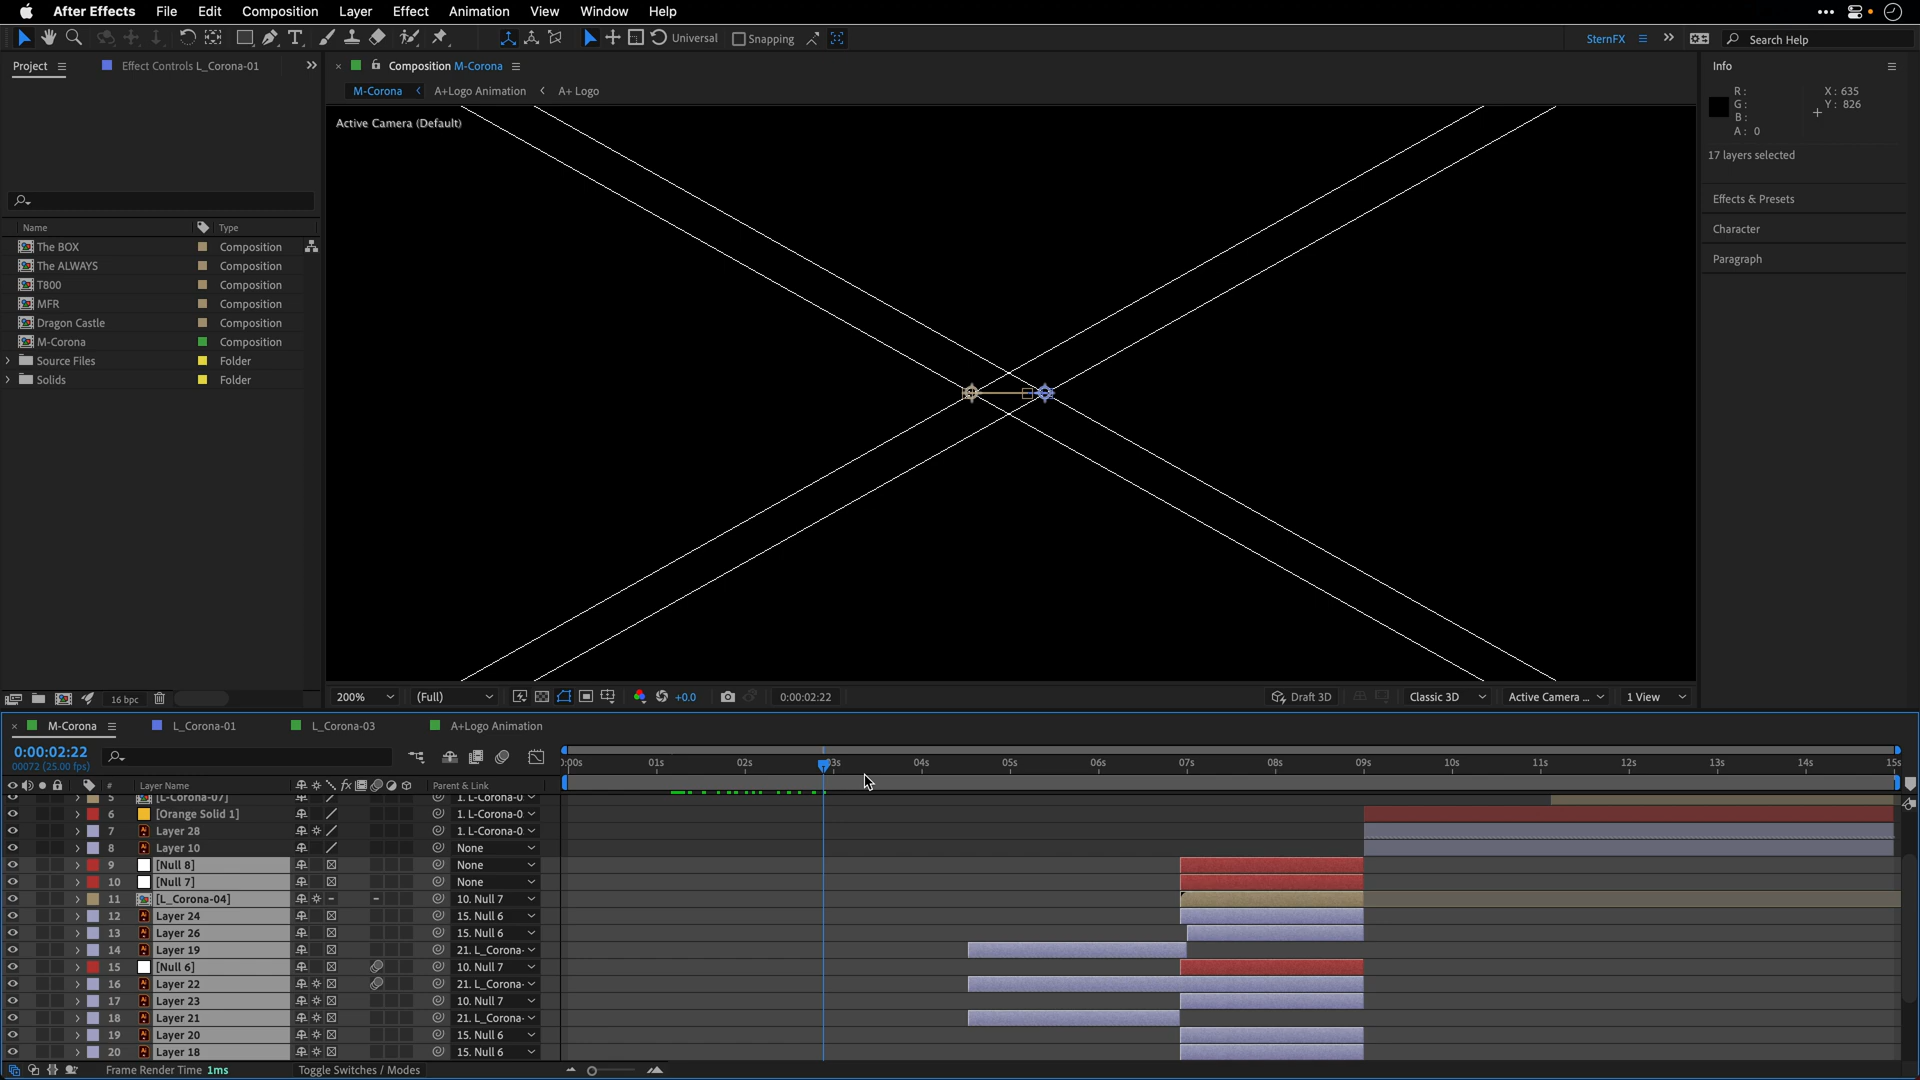 After Effects File Edit Composition Layer Effect Animation View Window Help
Universal Snapping SternFX Search Help
Project Effect Controls L_Corona-01 Composition M-Corona Info
M-Corona A+Logo Animation A+ Logo
Active Camera (Default)
R: X: 635
G: Y: 826
B:
A: 0
17 layers selected
Effects & Presets
Character
Paragraph
Name Type
The BOX Composition
The ALWAYS Composition
T800 Composition
MFR Composition
Dragon Castle Composition
M-Corona Composition
Source Files Folder
Solids Folder
16 bpc 200% (Full) +0.0 0:00:02:22 Draft 3D Classic 3D Active Camera ... 1 View
M-Corona L_Corona-01 L_Corona-03 A+Logo Animation
0:00:02:22
00072 (25.00 fps)
:00s 01s 02s 03s 04s 05s 06s 07s 08s 09s 10s 11s 12s 13s 14s 15s
# Layer Name fx Parent & Link
5 [L-Corona-07] 1. L-Corona-0
6 [Orange Solid 1] 1. L-Corona-0
7 Layer 28 1. L-Corona-0
8 Layer 10 None
9 [Null 8] None
10 [Null 7] None
11 [L_Corona-04] 10. Null 7
12 Layer 24 15. Null 6
13 Layer 26 15. Null 6
14 Layer 19 21. L_Corona-
15 [Null 6] 10. Null 7
16 Layer 22 21. L_Corona-
17 Layer 23 10. Null 7
18 Layer 21 21. L_Corona-
19 Layer 20 15. Null 6
20 Layer 18 15. Null 6
Frame Render Time 1ms Toggle Switches / Modes